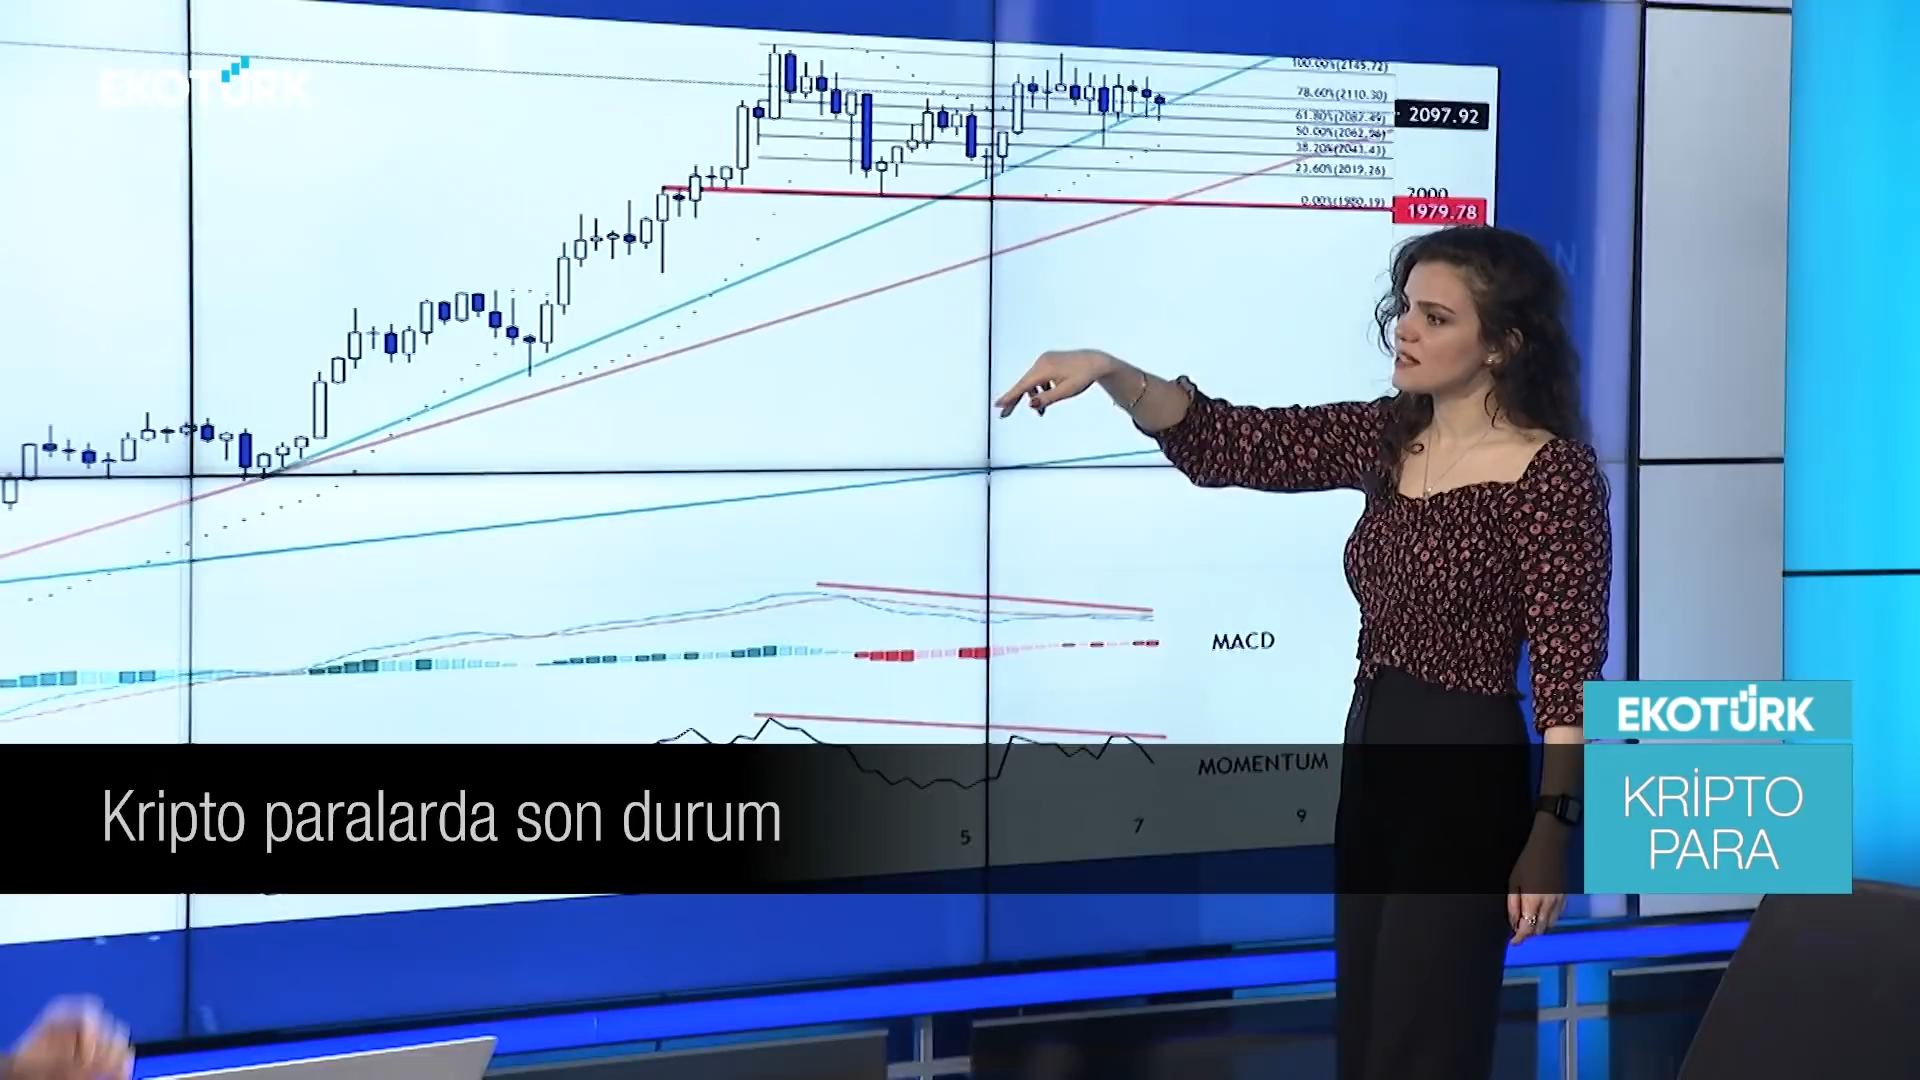 EKOTÜRK
100.00%(2145.72)
78.60%(2110.30)
2097.92
61.80%(2082.49)
50.00%(2062.96)
38.20%(2043.43)
23.60%(2019.26)
2000
0.00%(1980.19)
1979.78
MACD
EKOTÜRK
MOMENTUM
KRİPTO
PARA
Kripto paralarda son durum
5
7
9